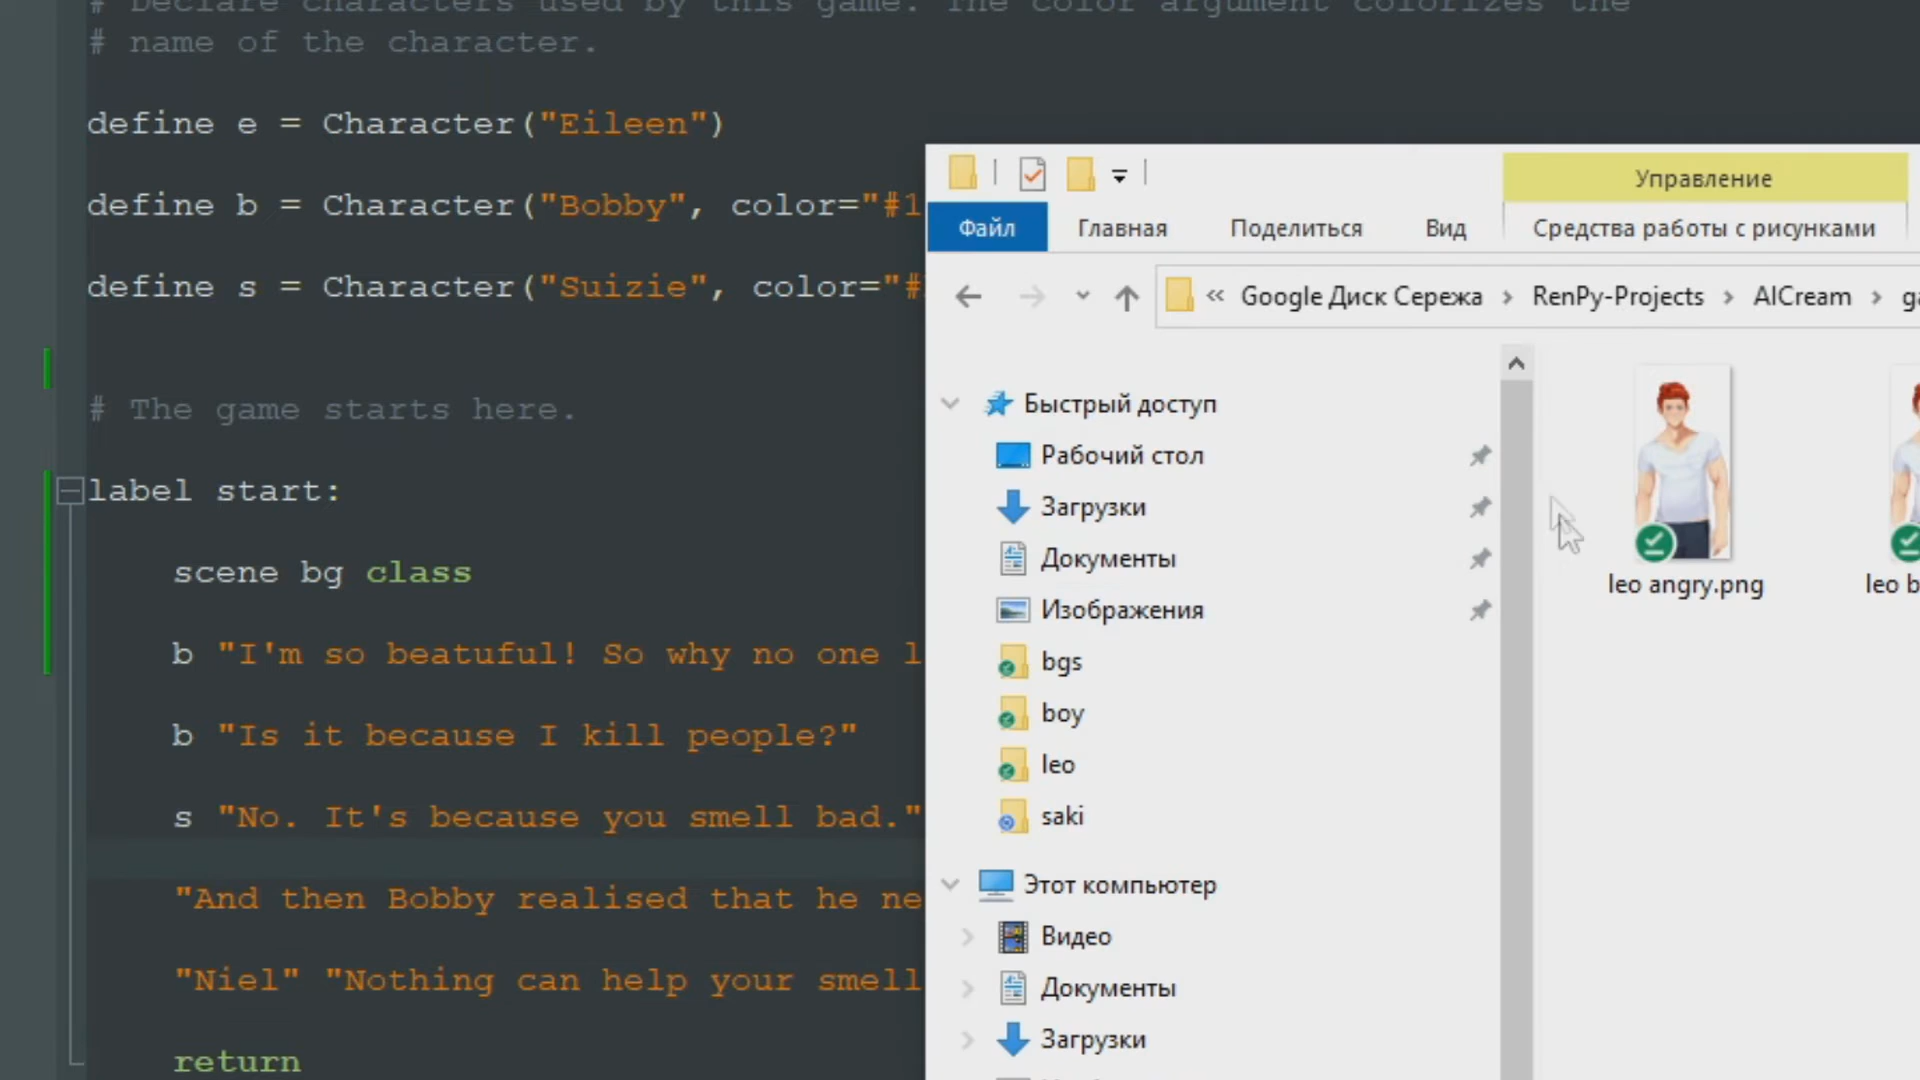 # Declare characters used by this game. The color argument colorizes the
# name of the character.
define e = Character("Eileen")
define b = Character("Bobby", color="#1
define s = Character("Suizie", color="#
# The game starts here.
label start:
scene bg class
b "I'm so beatuful! So why no one l
b "Is it because I kill people?"
s "No. It's because you smell bad."
"And then Bobby realised that he ne
"Niel" "Nothing can help your smell
return
Управление
Файл Главная Поделиться Вид Средства работы с рисунками
« Google Диск Сережа › RenPy-Projects › AlCream › ga
Быстрый доступ
Рабочий стол
Загрузки
Документы
Изображения
bgs
boy
leo
saki
Этот компьютер
Видео
Документы
Загрузки
leo angry.png
leo b